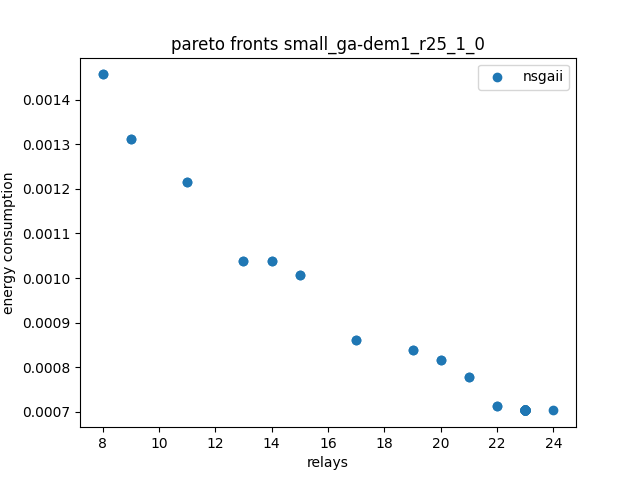 pareto fronts small_ga-dem1_r25_1_0
nsgaii
0.0014
0.0013
0.0012
0.0011
0.0010
0.0009
0.0008
0.0007
energy consumption
8 10 12 14 16 18 20 22 24
relays